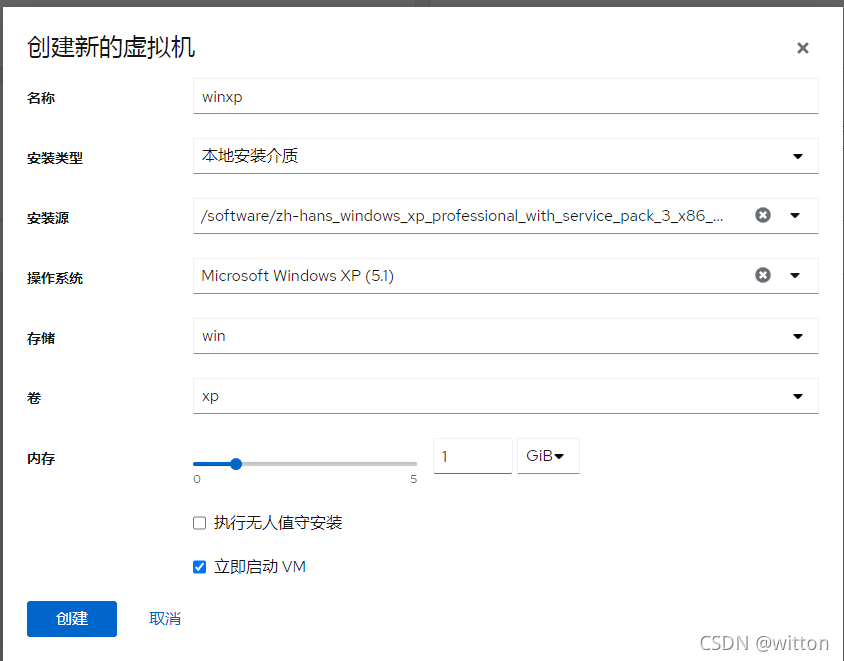 创建新的虚拟机
名称 winxp
安装类型 本地安装介质
安装源 /software/zh-hans_windows_xp_professional_with_service_pack_3_x86_...
操作系统 Microsoft Windows XP (5.1)
存储 win
卷 xp
内存 1 GiB
0 5
执行无人值守安装
立即启动 VM
创建 取消
CSDN @witton